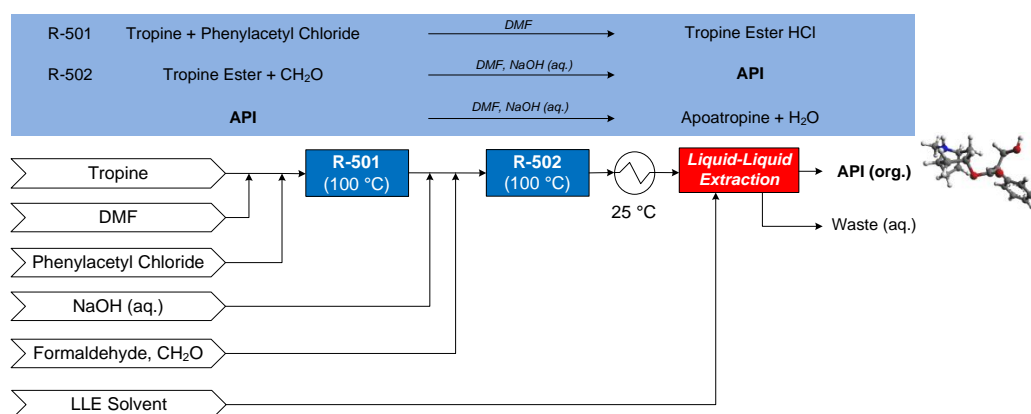 R-501 Tropine + Phenylacetyl Chloride DMF Tropine Ester HCl
R-502 Tropine Ester + CH₂O DMF, NaOH (aq.) API
API DMF, NaOH (aq.) Apoatropine + H₂O
Tropine
R-501
(100 °C)
R-502
(100 °C)
25 °C
Liquid-Liquid
Extraction
API (org.)
DMF
Waste (aq.)
Phenylacetyl Chloride
NaOH (aq.)
Formaldehyde, CH₂O
LLE Solvent